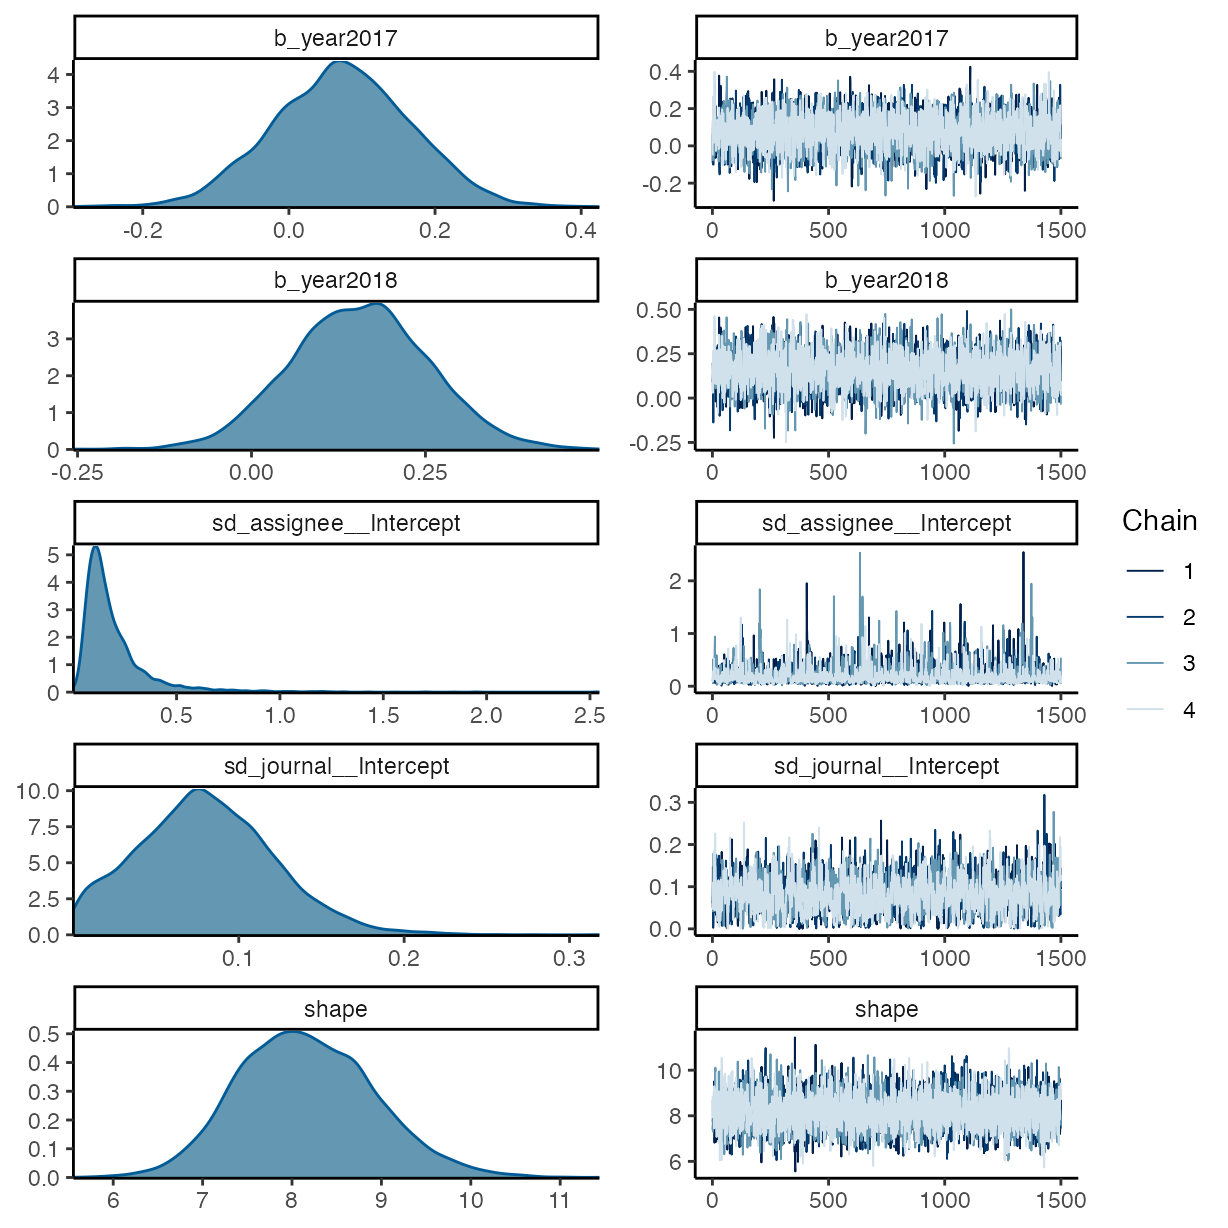 b_year2017
4
3
2
1
0
-0.2 0.0 0.2 0.4
b_year2017
0.4
0.2
0.0
-0.2
0 500 1000 1500
b_year2018
3
2
1
0
-0.25 0.00 0.25
b_year2018
0.50
0.25
0.00
-0.25
0 500 1000 1500
sd_assignee__Intercept
5
4
3
2
1
0
0.5 1.0 1.5 2.0 2.5
sd_assignee__Intercept
2
1
0
0 500 1000 1500
sd_journal__Intercept
10.0
7.5
5.0
2.5
0.0
0.1 0.2 0.3
sd_journal__Intercept
0.3
0.2
0.1
0.0
0 500 1000 1500
shape
0.5
0.4
0.3
0.2
0.1
0.0
6 7 8 9 10 11
shape
10
8
6
0 500 1000 1500
Chain
1
2
3
4